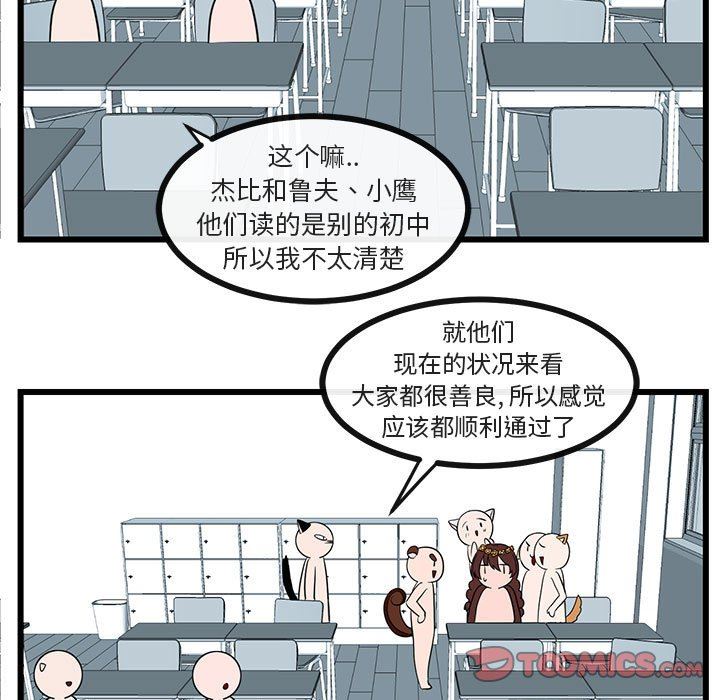 这个嘛..
杰比和鲁夫、小鹰
他们读的是别的初中
所以我不太清楚
就他们
现在的状况来看
大家都很善良, 所以感觉
应该都顺利通过了
TOOMICS.COM